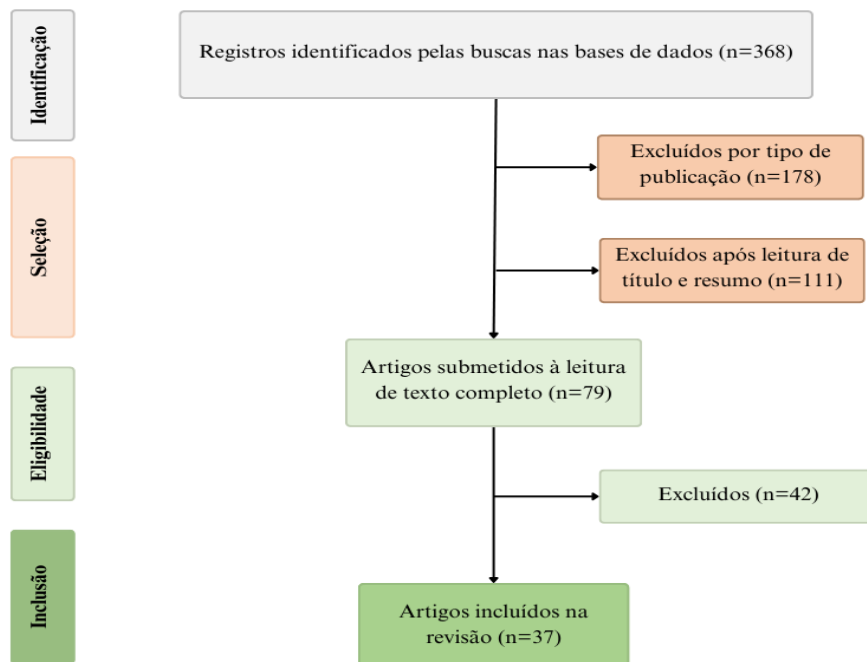 Identificação
Registros identificados pelas buscas nas bases de dados (n=368)
Seleção
Excluídos por tipo de
publicação (n=178)
Excluídos após leitura de
título e resumo (n=111)
Eligibilidade
Artigos submetidos à leitura
de texto completo (n=79)
Excluídos (n=42)
Inclusão
Artigos incluídos na
revisão (n=37)